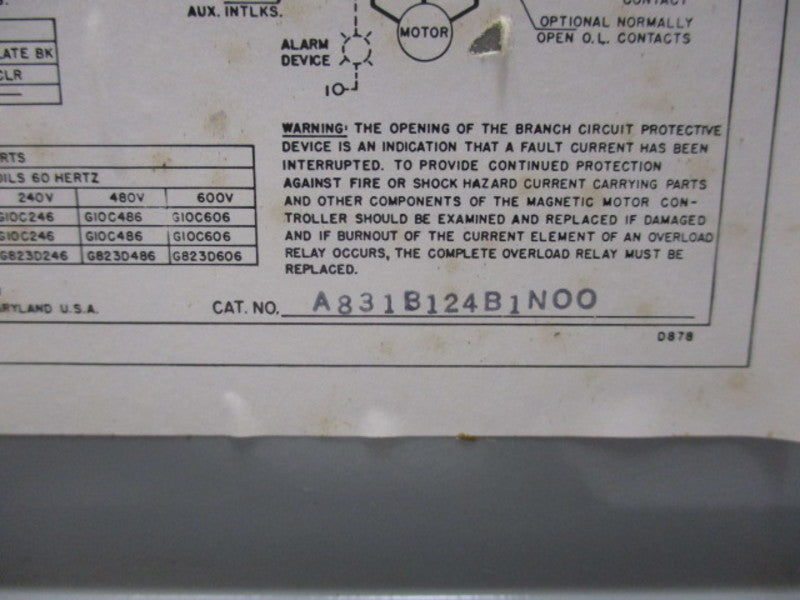 CONTACT
AUX. INTLKS.
OPTIONAL NORMALLY
OPEN O.L. CONTACTS
MOTOR
ALARM
DEVICE
10
LATE BK
CLR
WARNING: THE OPENING OF THE BRANCH CIRCUIT PROTECTIVE
DEVICE IS AN INDICATION THAT A FAULT CURRENT HAS BEEN
INTERRUPTED. TO PROVIDE CONTINUED PROTECTION
AGAINST FIRE OR SHOCK HAZARD CURRENT CARRYING PARTS
AND OTHER COMPONENTS OF THE MAGNETIC MOTOR CON-
TROLLER SHOULD BE EXAMINED AND REPLACED IF DAMAGED
AND IF BURNOUT OF THE CURRENT ELEMENT OF AN OVERLOAD
RELAY OCCURS, THE COMPLETE OVERLOAD RELAY MUST BE
REPLACED.
RTS
OILS 60 HERTZ
240V 480V 600V
G10C246 G10C486 G10C606
G10C246 G10C486 G10C606
G823D246 G823D486 G823D606
RYLAND U.S.A.
CAT. NO. A831B124B1N00
D878